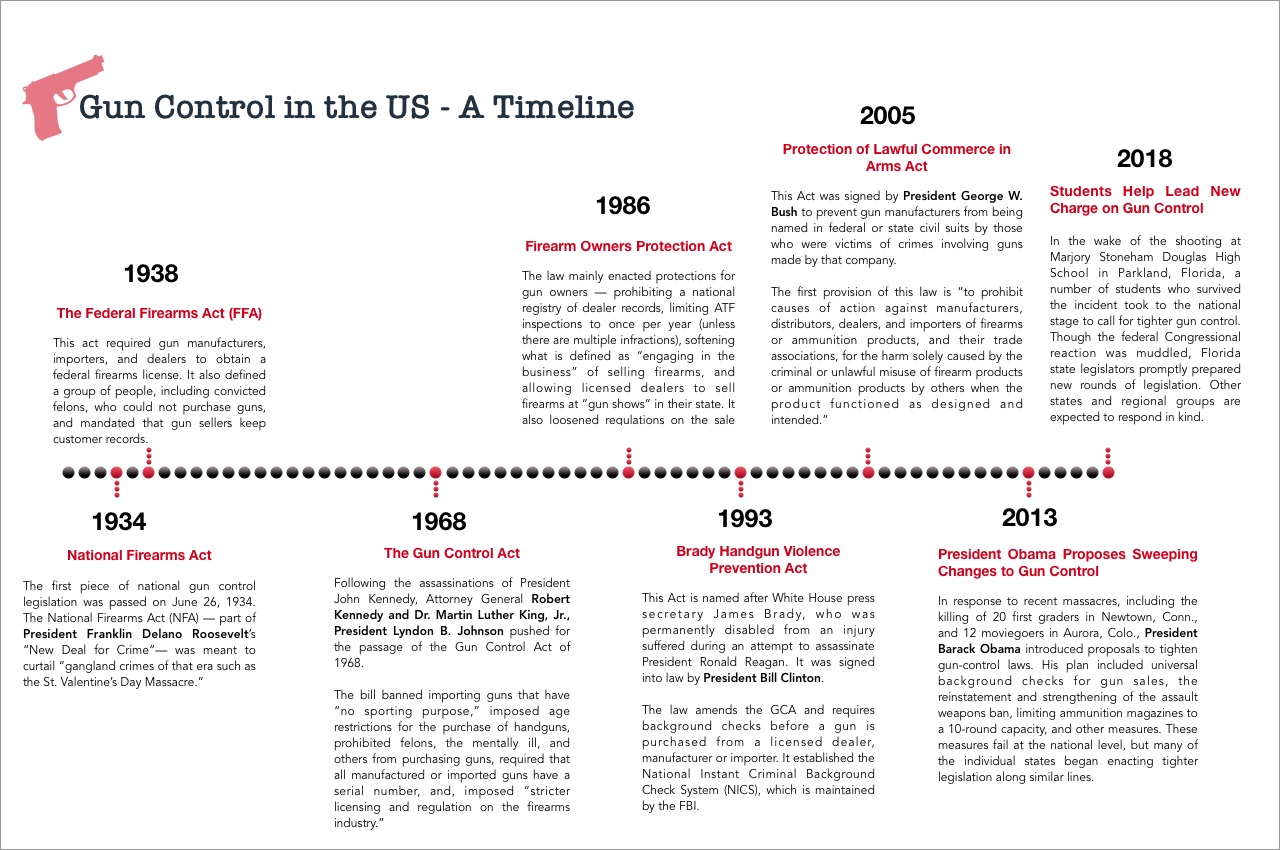 Gun Control in the US - A Timeline
1938
The Federal Firearms Act (FFA)
This act required gun manufacturers,
importers, and dealers to obtain a
federal firearms license. It also defined
a group of people, including convicted
felons, who could not purchase guns,
and mandated that gun sellers keep
customer records.
1986
Firearm Owners Protection Act
The law mainly enacted protections for
gun owners — prohibiting a national
registry of dealer records, limiting ATF
inspections to once per year (unless
there are multiple infractions), softening
what is defined as “engaging in the
business” of selling firearms, and
allowing licensed dealers to sell
firearms at “gun shows” in their state. It
also loosened regulations on the sale
2005
Protection of Lawful Commerce in
Arms Act
This Act was signed by President George W.
Bush to prevent gun manufacturers from being
named in federal or state civil suits by those
who were victims of crimes involving guns
made by that company.
The first provision of this law is “to prohibit
causes of action against manufacturers,
distributors, dealers, and importers of firearms
or ammunition products, and their trade
associations, for the harm solely caused by the
criminal or unlawful misuse of firearm products
or ammunition products by others when the
product functioned as designed and
intended.”
2018
Students Help Lead New
Charge on Gun Control
In the wake of the shooting at
Marjory Stoneham Douglas High
School in Parkland, Florida, a
number of students who survived
the incident took to the national
stage to call for tighter gun control.
Though the federal Congressional
reaction was muddled, Florida
state legislators promptly prepared
new rounds of legislation. Other
states and regional groups are
expected to respond in kind.
1934
National Firearms Act
The first piece of national gun control
legislation was passed on June 26, 1934.
The National Firearms Act (NFA) — part of
President Franklin Delano Roosevelt’s
“New Deal for Crime“— was meant to
curtail “gangland crimes of that era such as
the St. Valentine’s Day Massacre.”
1968
The Gun Control Act
Following the assassinations of President
John Kennedy, Attorney General Robert
Kennedy and Dr. Martin Luther King, Jr.,
President Lyndon B. Johnson pushed for
the passage of the Gun Control Act of
1968.
The bill banned importing guns that have
“no sporting purpose,” imposed age
restrictions for the purchase of handguns,
prohibited felons, the mentally ill, and
others from purchasing guns, required that
all manufactured or imported guns have a
serial number, and, imposed “stricter
licensing and regulation on the firearms
industry.”
1993
Brady Handgun Violence
Prevention Act
This Act is named after White House press
secretary James Brady, who was
permanently disabled from an injury
suffered during an attempt to assassinate
President Ronald Reagan. It was signed
into law by President Bill Clinton.
The law amends the GCA and requires
background checks before a gun is
purchased from a licensed dealer,
manufacturer or importer. It established the
National Instant Criminal Background
Check System (NICS), which is maintained
by the FBI.
2013
President Obama Proposes Sweeping
Changes to Gun Control
In response to recent massacres, including the
killing of 20 first graders in Newtown, Conn.,
and 12 moviegoers in Aurora, Colo., President
Barack Obama introduced proposals to tighten
gun-control laws. His plan included universal
background checks for gun sales, the
reinstatement and strengthening of the assault
weapons ban, limiting ammunition magazines to
a 10-round capacity, and other measures. These
measures fail at the national level, but many of
the individual states began enacting tighter
legislation along similar lines.